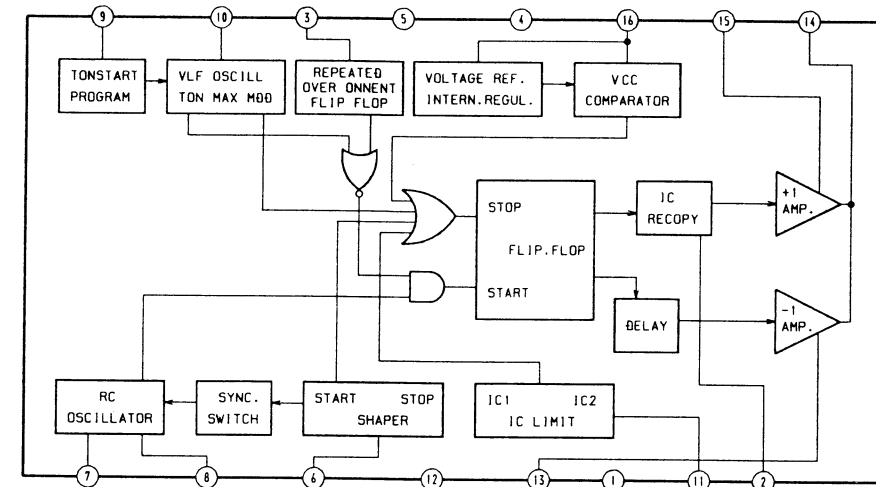 9
10
3
5
4
16
15
14
TONSTART
PROGRAM
VLF OSCILL
TON MAX MOD
REPEATED
OVER ONNENT
FLIP FLOP
VOLTAGE REF.
INTERN.REGUL.
VCC
COMPARATOR
STOP
FLIP.FLOP
START
IC
RECOPY
+1
AMP.
DELAY
-1
AMP.
RC
OSCILLATOR
SYNC.
SWITCH
START STOP
SHAPER
IC1 IC2
IC LIMIT
7
8
6
12
13
1
11
2